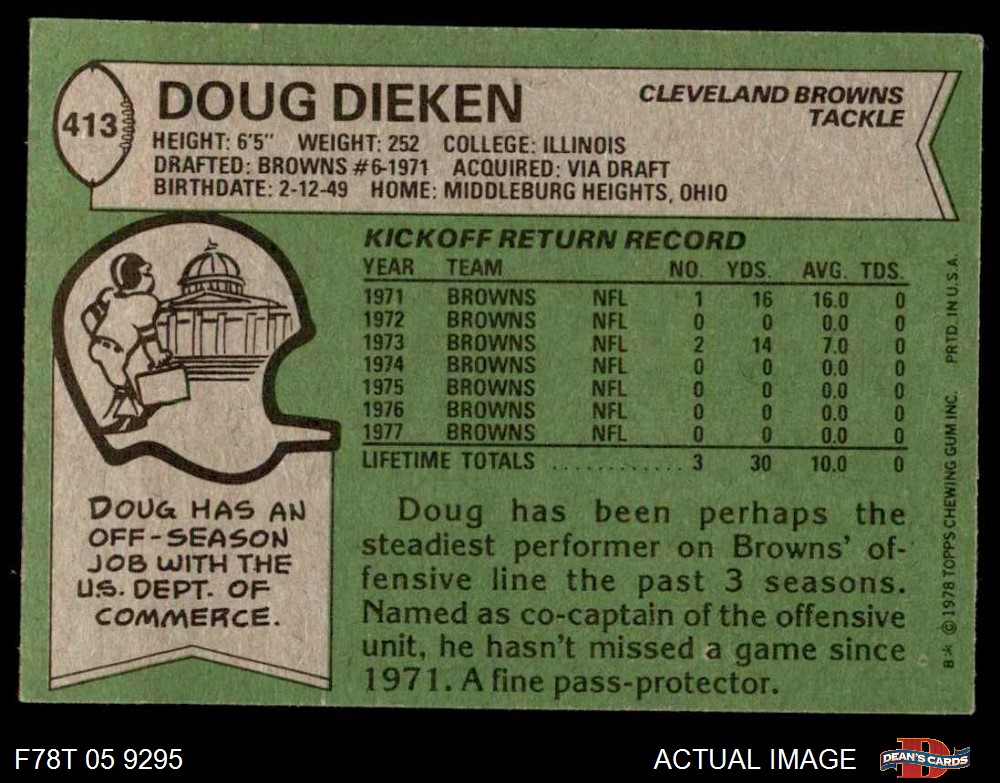 413
DOUG DIEKEN
CLEVELAND BROWNS
TACKLE
HEIGHT: 6'5" WEIGHT: 252 COLLEGE: ILLINOIS
DRAFTED: BROWNS #6-1971 ACQUIRED: VIA DRAFT
BIRTHDATE: 2-12-49 HOME: MIDDLEBURG HEIGHTS, OHIO
KICKOFF RETURN RECORD
YEAR TEAM NO. YDS. AVG. TDS.
1971 BROWNS NFL 1 16 16.0 0
1972 BROWNS NFL 0 0 0.0 0
1973 BROWNS NFL 2 14 7.0 0
1974 BROWNS NFL 0 0 0.0 0
1975 BROWNS NFL 0 0 0.0 0
1976 BROWNS NFL 0 0 0.0 0
1977 BROWNS NFL 0 0 0.0 0
LIFETIME TOTALS ............ 3 30 10.0 0
DOUG HAS AN
OFF-SEASON
JOB WITH THE
U.S. DEPT. OF
COMMERCE.
Doug has been perhaps the
steadiest performer on Browns' of-
fensive line the past 3 seasons.
Named as co-captain of the offensive
unit, he hasn't missed a game since
1971. A fine pass-protector.
B* © 1978 TOPPS CHEWING GUM INC. PRTD. IN U.S.A.
F78T 05 9295
ACTUAL IMAGE
D
DEAN'S CARDS